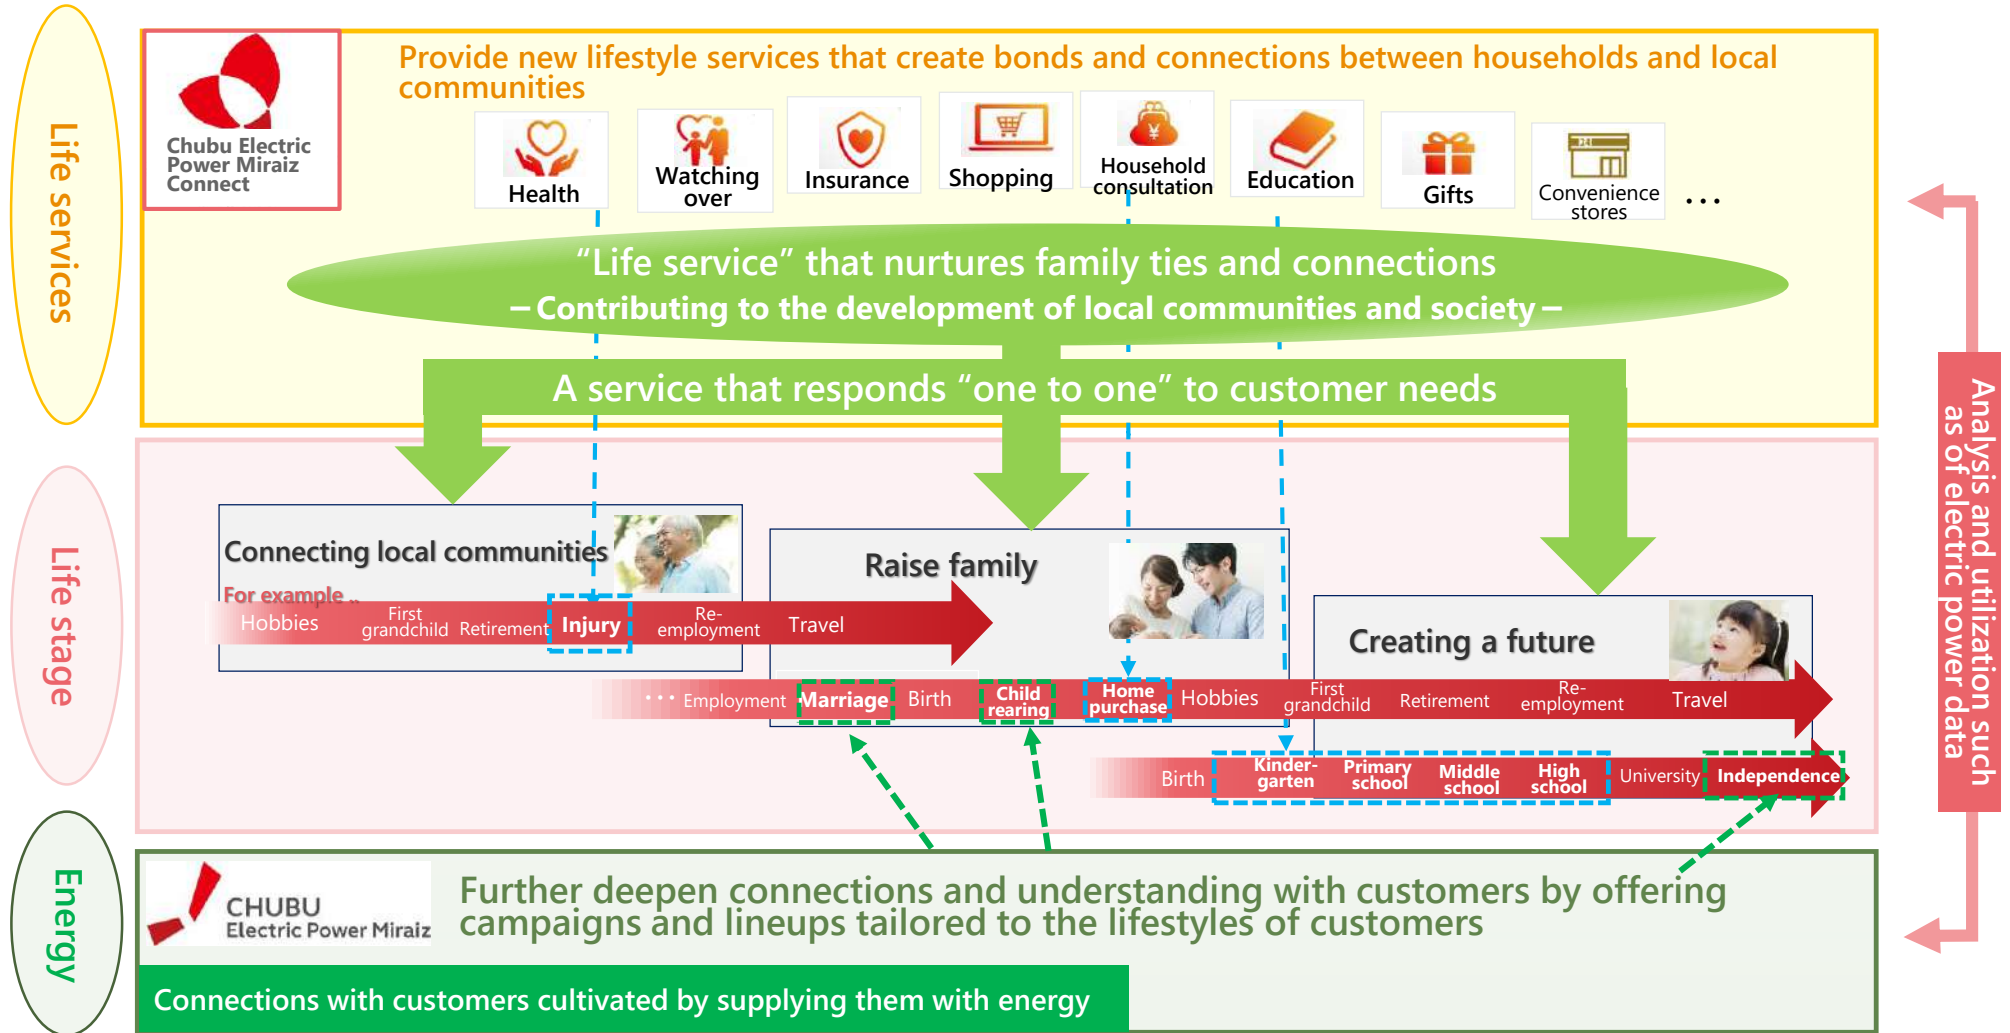 Life services
Chubu Electric
Power Miraiz
Connect
Provide new lifestyle services that create bonds and connections between households and local
communities
Health
Watching
over
Insurance
Shopping
Household
consultation
Education
Gifts
Convenience
stores
…
“Life service” that nurtures family ties and connections
– Contributing to the development of local communities and society –
A service that responds “one to one” to customer needs
Analysis and utilization such
as of electric power data
Life stage
Connecting local communities
For example ..
Hobbies
First
grandchild
Retirement
Injury
Re-
employment
Travel
Raise family
… Employment
Marriage
Birth
Child
rearing
Home
purchase
Hobbies
First
grandchild
Retirement
Re-
employment
Travel
Creating a future
Birth
Kinder-
garten
Primary
school
Middle
school
High
school
University
Independence
Energy
CHUBU
Electric Power Miraiz
Further deepen connections and understanding with customers by offering
campaigns and lineups tailored to the lifestyles of customers
Connections with customers cultivated by supplying them with energy